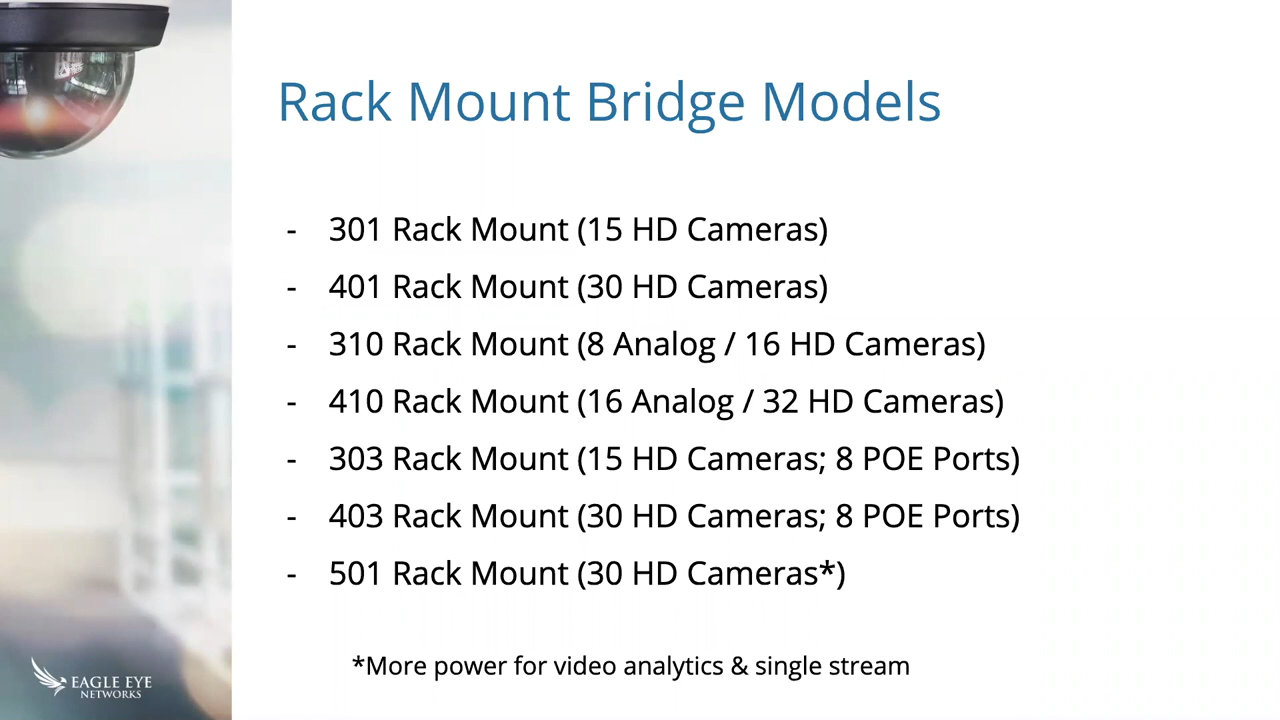 Rack Mount Bridge Models
- 301 Rack Mount (15 HD Cameras)
- 401 Rack Mount (30 HD Cameras)
- 310 Rack Mount (8 Analog / 16 HD Cameras)
- 410 Rack Mount (16 Analog / 32 HD Cameras)
- 303 Rack Mount (15 HD Cameras; 8 POE Ports)
- 403 Rack Mount (30 HD Cameras; 8 POE Ports)
- 501 Rack Mount (30 HD Cameras*)
*More power for video analytics & single stream
EAGLE EYE
NETWORKS